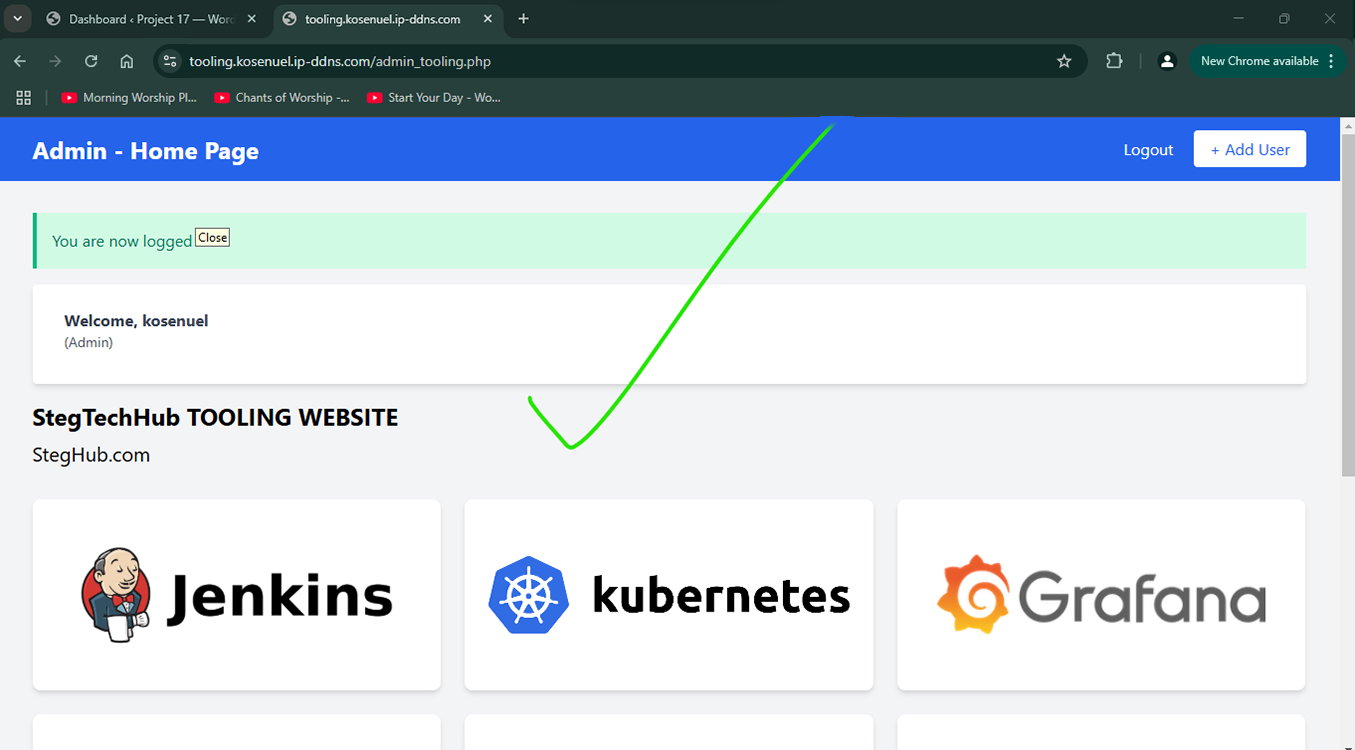 Dashboard ‹ Project 17 — Wor
tooling.kosenuel.ip-ddns.com
tooling.kosenuel.ip-ddns.com/admin_tooling.php
New Chrome available
Morning Worship Pl...
Chants of Worship -...
Start Your Day - Wo...
Admin - Home Page
Logout
+ Add User
You are now logged
Close
Welcome, kosenuel
(Admin)
StegTechHub TOOLING WEBSITE
StegHub.com
Jenkins
kubernetes
Grafana